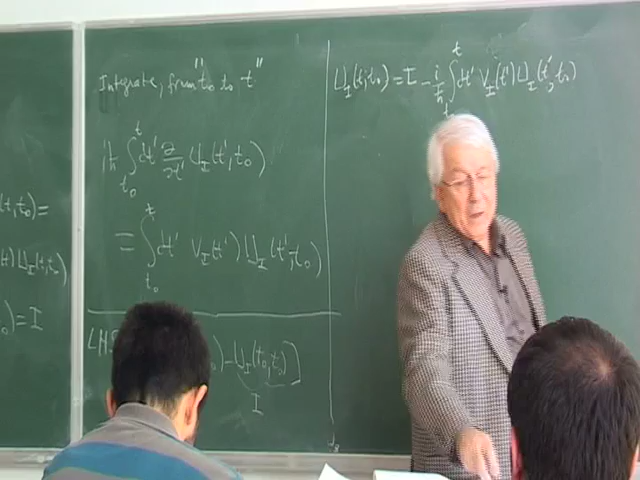 (t,t₀)=
(t) U_I(t,t₀)
₀)=I
Integrate, from "t₀ to t"
iħ ∫_{t₀}^{t} dt' ∂/∂t' U_I(t',t₀)
= ∫_{t₀}^{t} dt' V_I(t') U_I(t',t₀)
LHS
)-U_I(t₀,t₀)]
I
U_I(t,t₀) = I - i/ħ ∫^{t} dt' V_I(t') U_I(t',t₀)